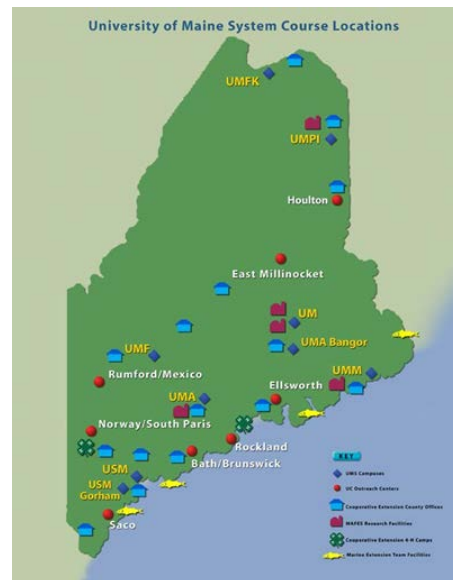 University of Maine System Course Locations
UMFK
UMPI
Houlton
East Millinocket
UM
UMA Bangor
UMF
UMM
Rumford/Mexico
Ellsworth
UMA
Norway/South Paris
Rockland
Bath/Brunswick
USM
USM
Gorham
Saco
KEY
UMS Campuses
UC Outreach Centers
Cooperative Extension County Offices
MAFES Research Facilities
Cooperative Extension 4-H Camps
Marine Extension Team Facilities